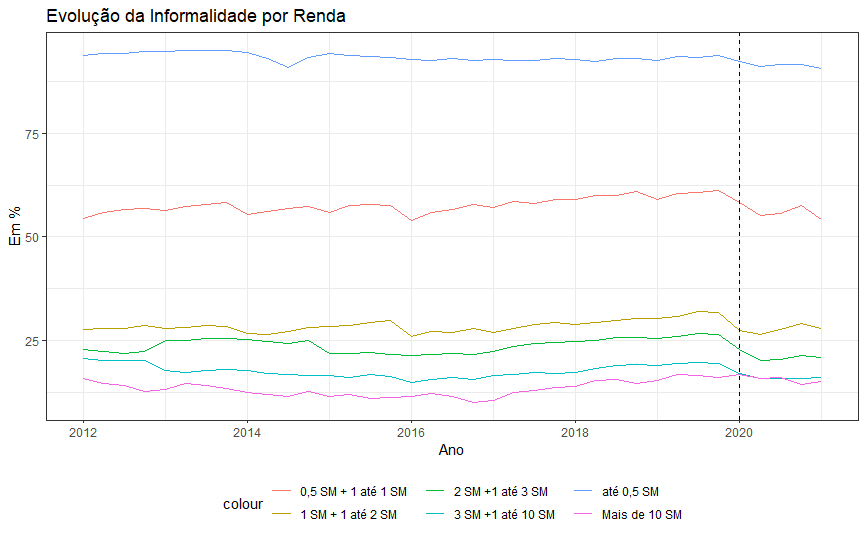 Evolução da Informalidade por Renda
Em %
75
50
25
2012 2014 2016 2018 2020
Ano
colour
0,5 SM + 1 até 1 SM 2 SM +1 até 3 SM até 0,5 SM
1 SM + 1 até 2 SM 3 SM +1 até 10 SM Mais de 10 SM